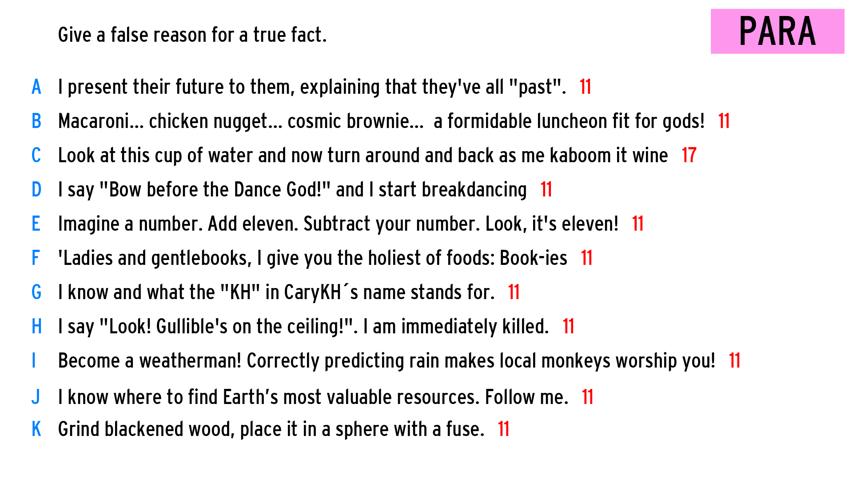 Give a false reason for a true fact.
PARA
A I present their future to them, explaining that they've all "past". 11
B Macaroni... chicken nugget... cosmic brownie... a formidable luncheon fit for gods! 11
C Look at this cup of water and now turn around and back as me kaboom it wine 17
D I say "Bow before the Dance God!" and I start breakdancing 11
E Imagine a number. Add eleven. Subtract your number. Look, it's eleven! 11
F 'Ladies and gentlebooks, I give you the holiest of foods: Book-ies 11
G I know and what the "KH" in CaryKH´s name stands for. 11
H I say "Look! Gullible's on the ceiling!". I am immediately killed. 11
I Become a weatherman! Correctly predicting rain makes local monkeys worship you! 11
J I know where to find Earth’s most valuable resources. Follow me. 11
K Grind blackened wood, place it in a sphere with a fuse. 11